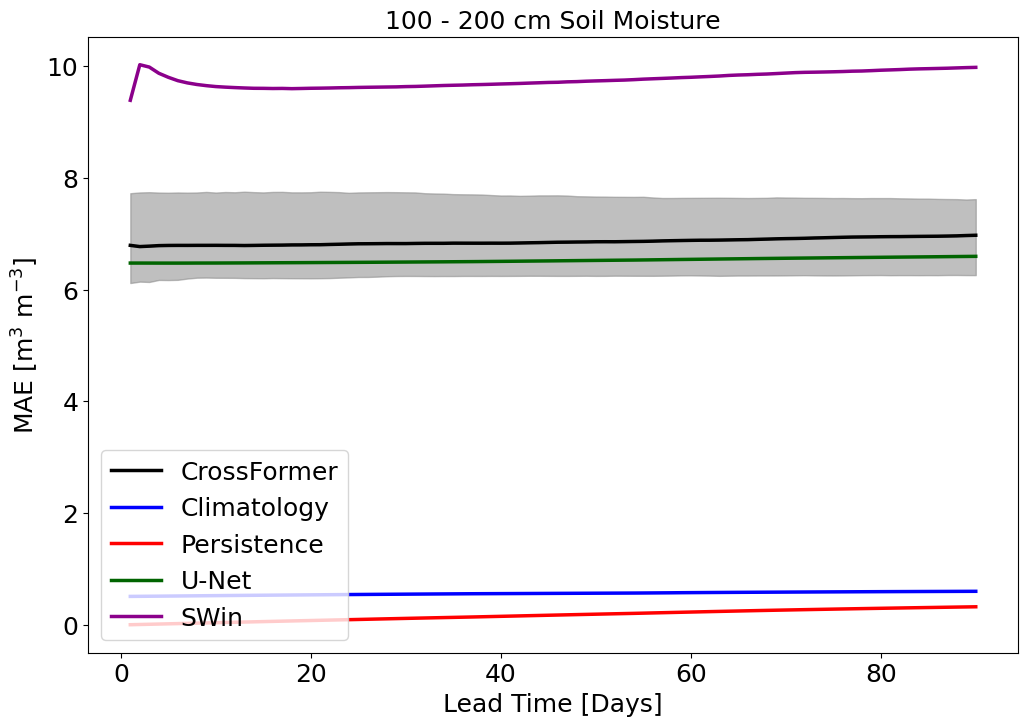 100 - 200 cm Soil Moisture
MAE [m³ m⁻³]
10
8
6
4
2
0
CrossFormer
Climatology
Persistence
U-Net
SWin
0 20 40 60 80
Lead Time [Days]